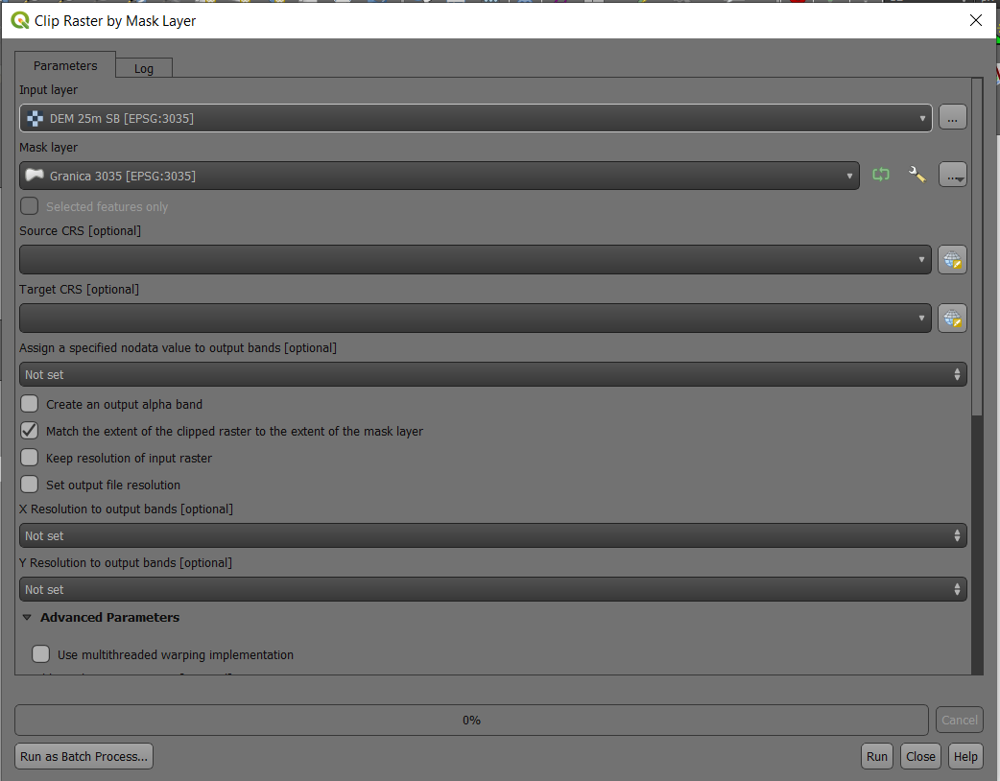 Clip Raster by Mask Layer
Parameters
Log
Input layer
DEM 25m SB [EPSG:3035]
...
Mask layer
Granica 3035 [EPSG:3035]
...
Selected features only
Source CRS [optional]
Target CRS [optional]
Assign a specified nodata value to output bands [optional]
Not set
Create an output alpha band
Match the extent of the clipped raster to the extent of the mask layer
Keep resolution of input raster
Set output file resolution
X Resolution to output bands [optional]
Not set
Y Resolution to output bands [optional]
Not set
Advanced Parameters
Use multithreaded warping implementation
0%
Cancel
Run as Batch Process...
Run
Close
Help